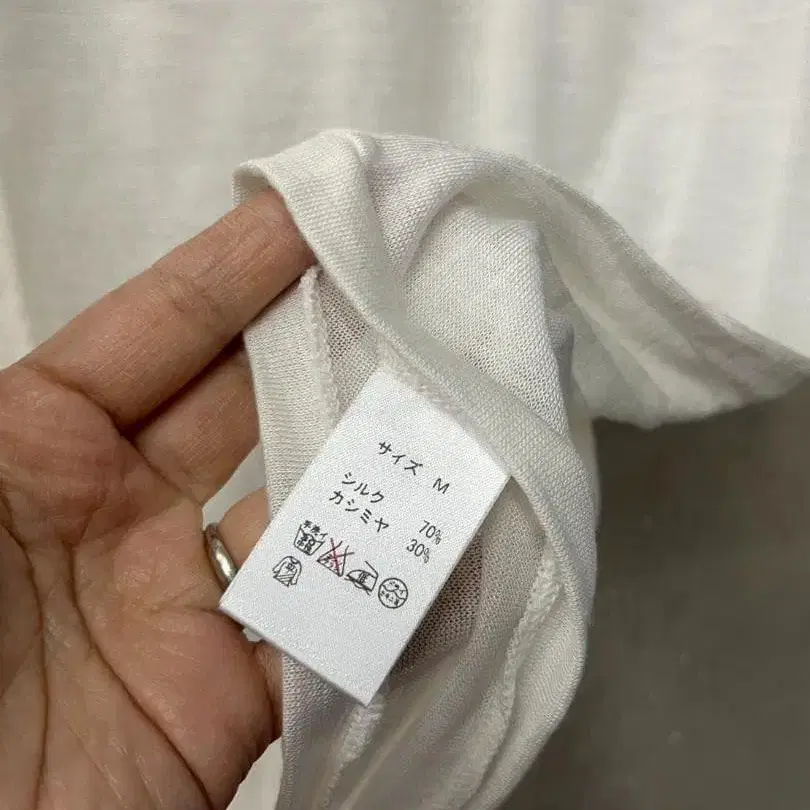 サイズ M
シルク 70%
カシミヤ 30%